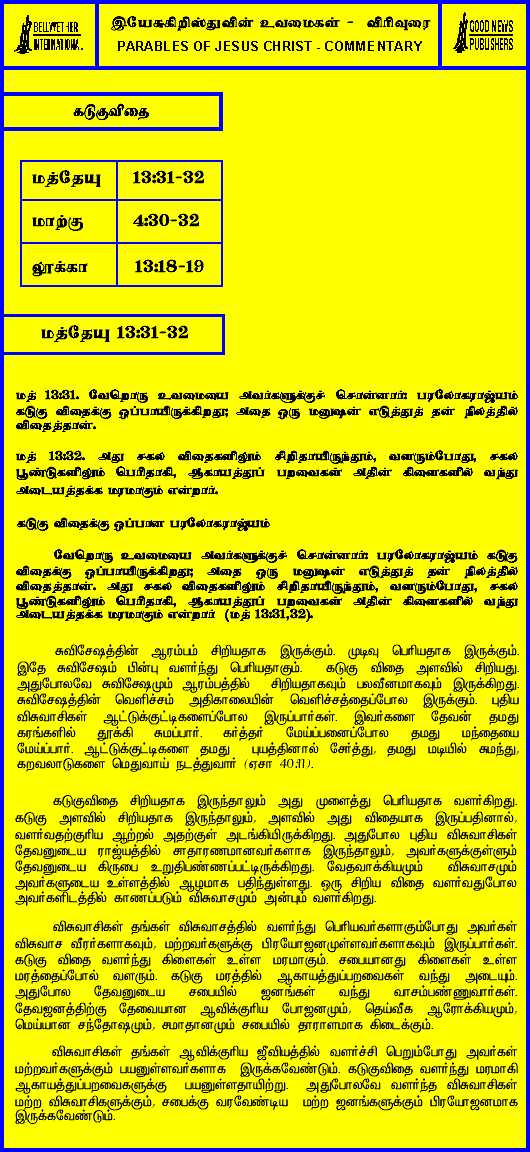 BELLWETHER
INTERNATIONAL
இயேசுகிறிஸ்துவின் உவமைகள் - விரிவுரை
PARABLES OF JESUS CHRIST - COMMENTARY
GOOD NEWS
PUBLISHERS
கடுகுவிதை
மத்தேயு 13:31-32
மாற்கு 4:30-32
லூக்கா 13:18-19
மத்தேயு 13:31-32
மத் 13:31. வேறொரு உவமையை அவர்களுக்குச் சொன்னார்: பரலோகராஜ்யம்
கடுகு விதைக்கு ஒப்பாயிருக்கிறது; அதை ஒரு மனுஷன் எடுத்துத் தன் நிலத்தில்
விதைத்தான்.
மத் 13:32. அது சகல விதைகளிலும் சிறிதாயிருந்தும், வளரும்போது, சகல
பூண்டுகளிலும் பெரிதாகி, ஆகாயத்துப் பறவைகள் அதின் கிளைகளில் வந்து
அடையத்தக்க மரமாகும் என்றார்.
கடுகு விதைக்கு ஒப்பான பரலோகராஜ்யம்
வேறொரு உவமையை அவர்களுக்குச் சொன்னார்: பரலோகராஜ்யம் கடுகு
விதைக்கு ஒப்பாயிருக்கிறது; அதை ஒரு மனுஷன் எடுத்துத் தன் நிலத்தில்
விதைத்தான். அது சகல விதைகளிலும் சிறிதாயிருந்தும், வளரும்போது, சகல
பூண்டுகளிலும் பெரிதாகி, ஆகாயத்துப் பறவைகள் அதின் கிளைகளில் வந்து
அடையத்தக்க மரமாகும் என்றார் (மத் 13:31,32).
சுவிசேஷத்தின் ஆரம்பம் சிறியதாக இருக்கும். முடிவு பெரியதாக இருக்கும்.
இதே சுவிசேஷம் பின்பு வளர்ந்து பெரியதாகும். கடுகு விதை அளவில் சிறியது.
அதுபோலவே சுவிசேஷமும் ஆரம்பத்தில் சிறியதாகவும் பலவீனமாகவும் இருக்கிறது.
சுவிசேஷத்தின் வெளிச்சம் அதிகாலையின் வெளிச்சத்தைப்போல இருக்கும். புதிய
விசுவாசிகள் ஆட்டுக்குட்டிகளைப்போல இருப்பார்கள். இவர்களை தேவன் தமது
கரங்களில் தூக்கி சுமப்பார். கர்த்தர் மேய்ப்பனைப்போல தமது மந்தையை
மேய்ப்பார். ஆட்டுக்குட்டிகளை தமது புயத்தினால் சேர்த்து, தமது மடியில் சுமந்து,
கறவலாடுகளை மெதுவாய் நடத்துவார் (ஏசா 40:11).
கடுகுவிதை சிறியதாக இருந்தாலும் அது முளைத்து பெரியதாக வளர்கிறது.
கடுகு அளவில் சிறியதாக இருந்தாலும், அளவில் அது விதையாக இருப்பதினால்,
வளர்வதற்குரிய ஆற்றல் அதற்குள் அடங்கியிருக்கிறது. அதுபோல புதிய விசுவாசிகள்
தேவனுடைய ராஜ்யத்தில் சாதாரணமானவர்களாக இருந்தாலும், அவர்களுக்குள்ளும்
தேவனுடைய கிருபை உறுதிபண்ணப்பட்டிருக்கிறது. வேதவாக்கியமும் விசுவாசமும்
அவர்களுடைய உள்ளத்தில் ஆழமாக பதிந்துள்ளது. ஒரு சிறிய விதை வளர்வதுபோல
அவர்களிடத்தில் காணப்படும் விசுவாசமும் அன்பும் வளர்கிறது.
விசுவாசிகள் தங்கள் விசுவாசத்தில் வளர்ந்து பெரியவர்களாகும்போது அவர்கள்
விசுவாச வீரர்களாகவும், மற்றவர்களுக்கு பிரயோஜனமுள்ளவர்களாகவும் இருப்பார்கள்.
கடுகு விதை வளர்ந்து கிளைகள் உள்ள மரமாகும். சபையானது கிளைகள் உள்ள
மரத்தைப்போல் வளரும். கடுகு மரத்தில் ஆகாயத்துப்பறவைகள் வந்து அடையும்.
அதுபோல தேவனுடைய சபையில் ஜனங்கள் வந்து வாசம்பண்ணுவார்கள்.
தேவஜனத்திற்கு தேவையான ஆவிக்குரிய போஜனமும், தெய்வீக ஆரோக்கியமும்,
மெய்யான சந்தோஷமும், சமாதானமும் சபையில் தாராளமாக கிடைக்கும்.
விசுவாசிகள் தங்கள் ஆவிக்குரிய ஜீவியத்தில் வளர்ச்சி பெறும்போது அவர்கள்
மற்றவர்களுக்கும் பயனுள்ளவர்களாக இருக்கவேண்டும். கடுகுவிதை வளர்ந்து மரமாகி
ஆகாயத்துப்பறவைகளுக்கு பயனுள்ளதாயிற்று. அதுபோலவே வளர்ந்த விசுவாசிகள்
மற்ற விசுவாசிகளுக்கும், சபைக்கு வரவேண்டிய மற்ற ஜனங்களுக்கும் பிரயோஜனமாக
இருக்கவேண்டும்.